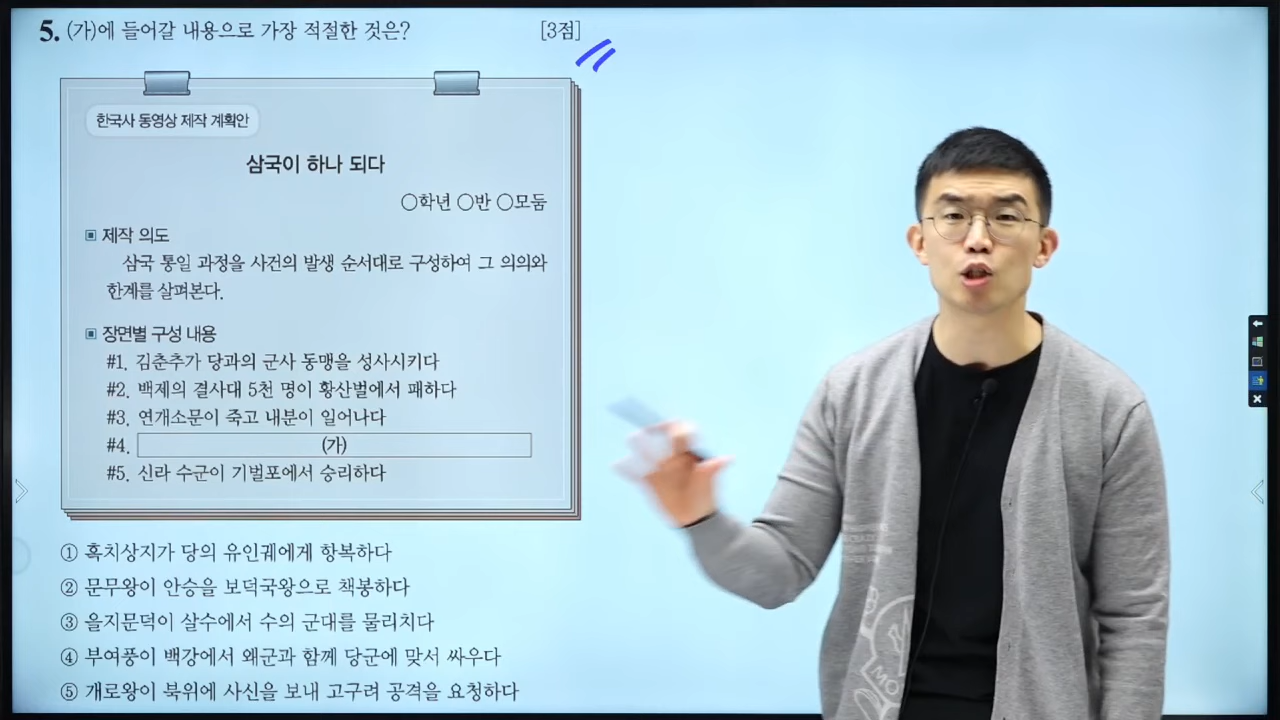 5. (가)에 들어갈 내용으로 가장 적절한 것은? [3점]
한국사 동영상 제작 계획안
삼국이 하나 되다
○학년 ○반 ○모둠
▣ 제작 의도
삼국 통일 과정을 사건의 발생 순서대로 구성하여 그 의의와
한계를 살펴본다.
▣ 장면별 구성 내용
#1. 김춘추가 당과의 군사 동맹을 성사시키다
#2. 백제의 결사대 5천 명이 황산벌에서 패하다
#3. 연개소문이 죽고 내분이 일어나다
#4. (가)
#5. 신라 수군이 기벌포에서 승리하다
① 흑치상지가 당의 유인궤에게 항복하다
② 문무왕이 안승을 보덕국왕으로 책봉하다
③ 을지문덕이 살수에서 수의 군대를 물리치다
④ 부여풍이 백강에서 왜군과 함께 당군에 맞서 싸우다
⑤ 개로왕이 북위에 사신을 보내 고구려 공격을 요청하다